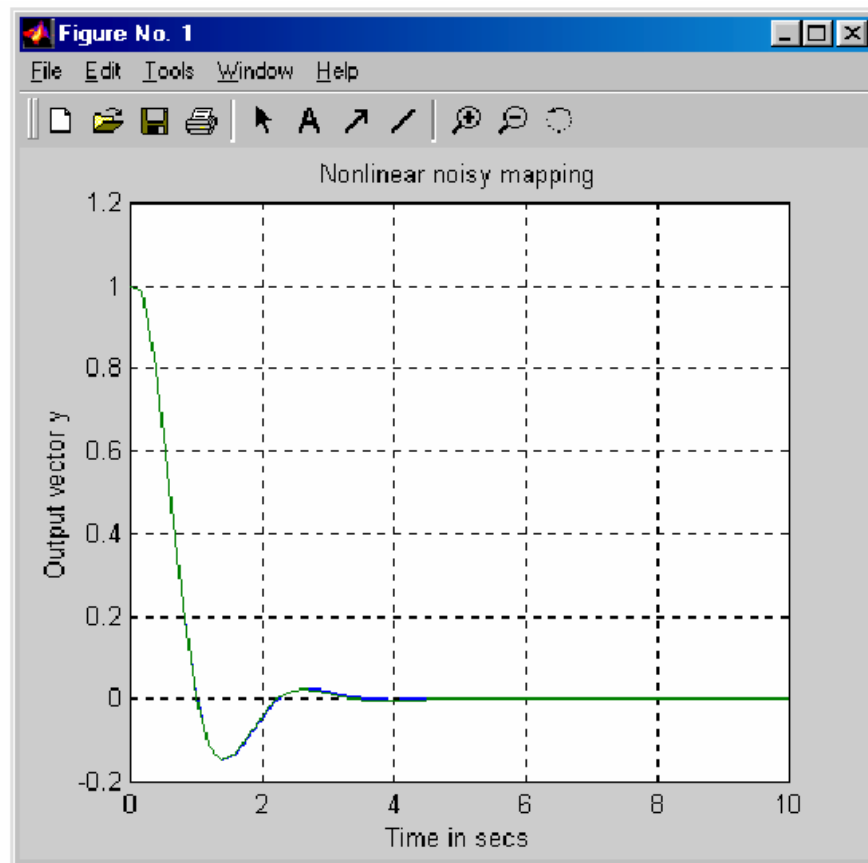 Figure No. 1
File Edit Tools Window Help
A
Nonlinear noisy mapping
1.2
1
0.8
0.6
0.4
0.2
0
-0.2
Output vector y
0 2 4 6 8 10
Time in secs